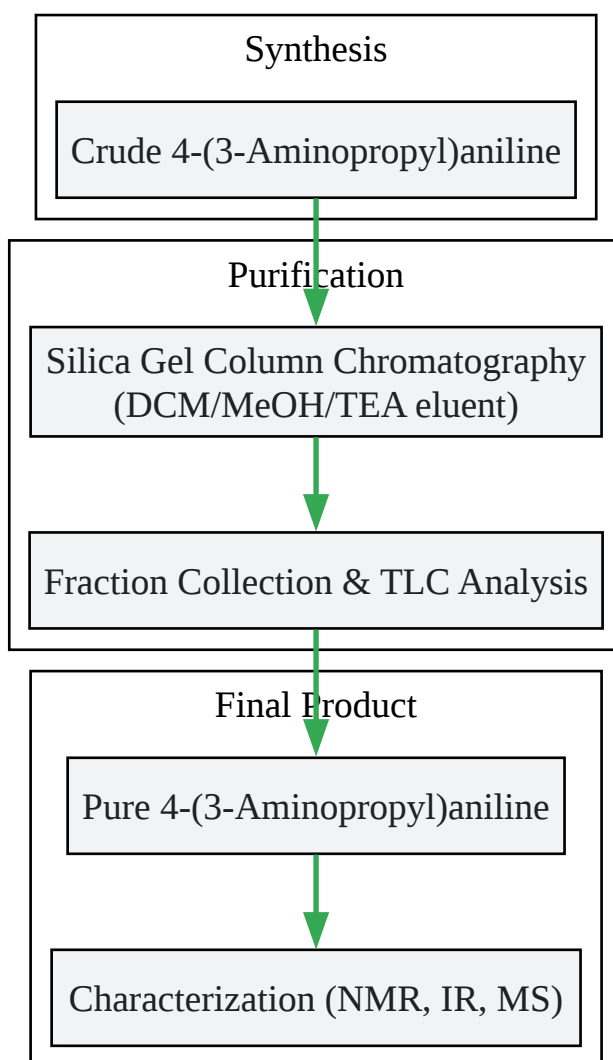 Synthesis
Crude 4-(3-Aminopropyl)aniline
Purification
Silica Gel Column Chromatography
(DCM/MeOH/TEA eluent)
Fraction Collection & TLC Analysis
Final Product
Pure 4-(3-Aminopropyl)aniline
Characterization (NMR, IR, MS)